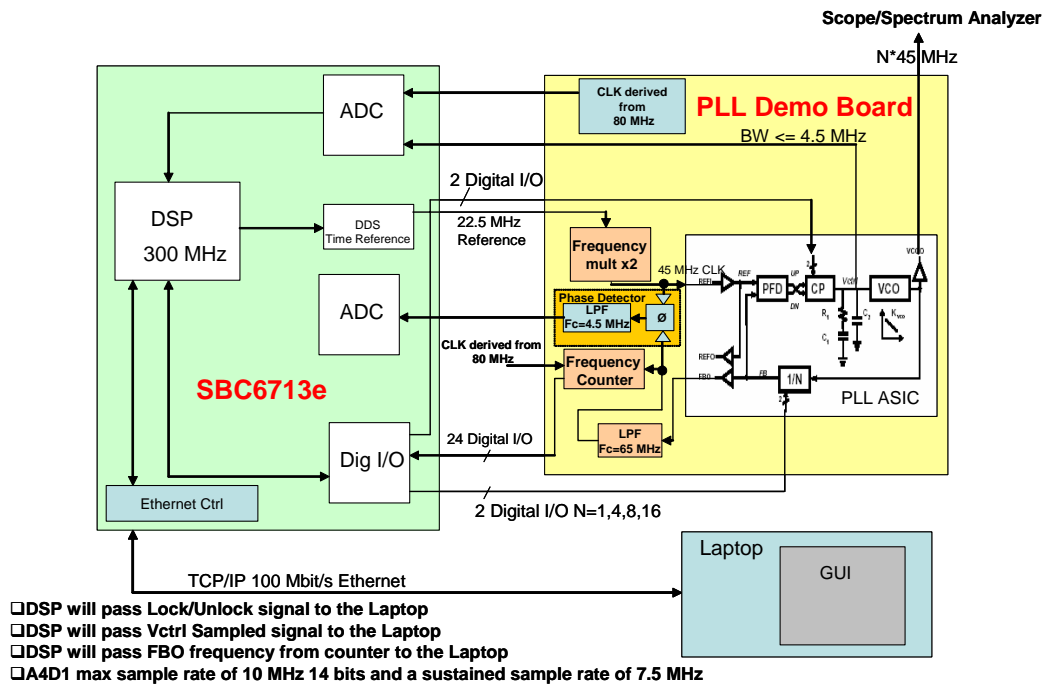 Scope/Spectrum Analyzer
N*45 MHz
CLK derived
from
80 MHz
PLL Demo Board
BW <= 4.5 MHz
ADC
2 Digital I/O
DSP
300 MHz
DDS
Time Reference
22.5 MHz
Reference
Frequency
mult x2
45 MHz CLK
REFI
REF
PFD
UP
DN
2
CP
Vctrl
VCO
VCCO
R1
C1
C2
KVCO
Phase Detector
LPF
Fc=4.5 MHz
Ø
ADC
CLK derived from
80 MHz
Frequency
Counter
REFO
FBO
FB
1/N
2
PLL ASIC
SBC6713e
LPF
Fc=65 MHz
24 Digital I/O
Dig I/O
Ethernet Ctrl
2 Digital I/O N=1,4,8,16
Laptop
GUI
TCP/IP 100 Mbit/s Ethernet
❑DSP will pass Lock/Unlock signal to the Laptop
❑DSP will pass Vctrl Sampled signal to the Laptop
❑DSP will pass FBO frequency from counter to the Laptop
❑A4D1 max sample rate of 10 MHz 14 bits and a sustained sample rate of 7.5 MHz